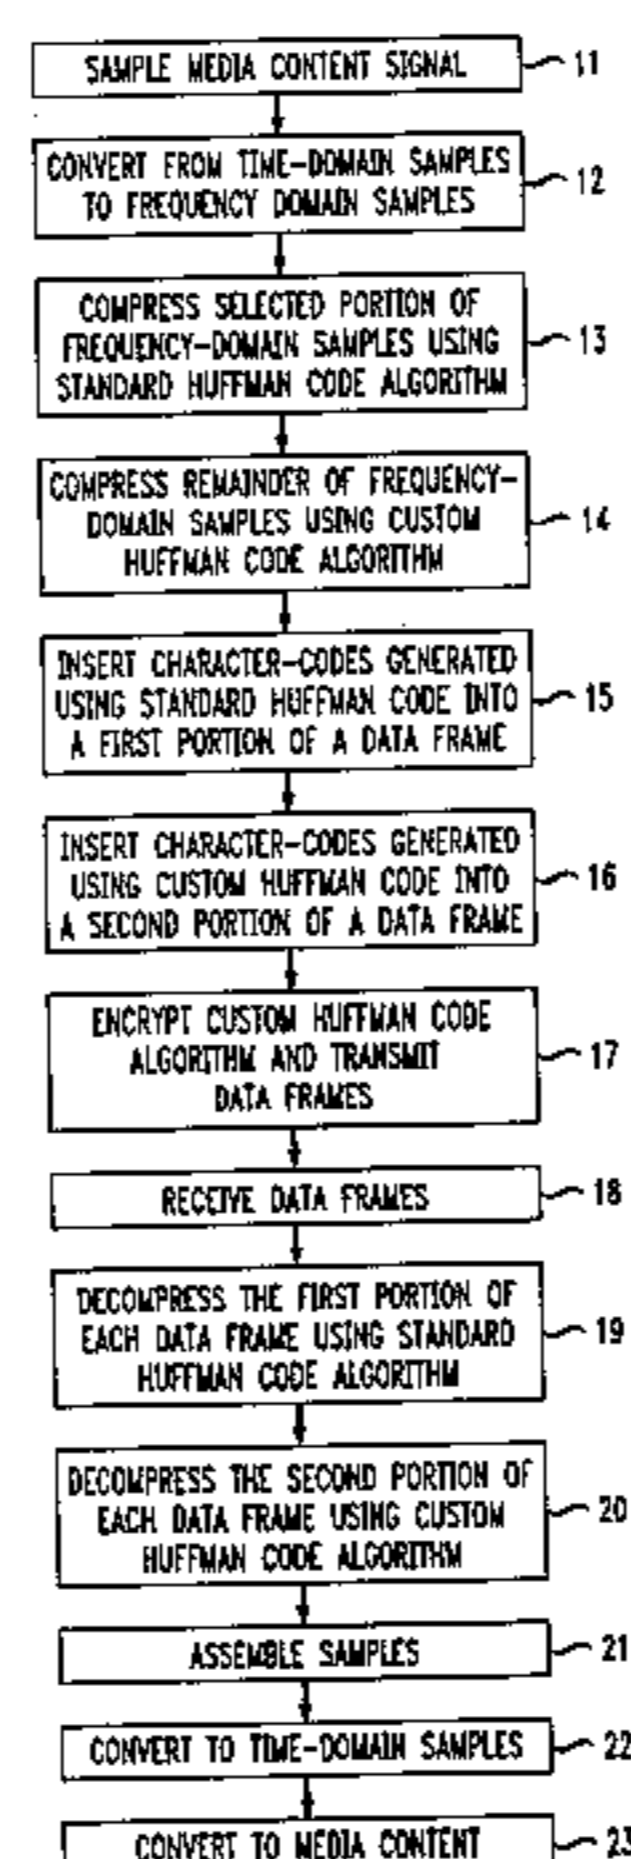 SAMPLE MEDIA CONTENT SIGNAL 11
CONVERT FROM TIME-DOMAIN SAMPLES
TO FREQUENCY DOMAIN SAMPLES 12
COMPRESS SELECTED PORTION OF
FREQUENCY-DOMAIN SAMPLES USING 13
STANDARD HUFFMAN CODE ALGORITHM
COMPRESS REMAINDER OF FREQUENCY-
DOMAIN SAMPLES USING CUSTOM 14
HUFFMAN CODE ALGORITHM
INSERT CHARACTER-CODES GENERATED
USING STANDARD HUFFMAN CODE INTO 15
A FIRST PORTION OF A DATA FRAME
INSERT CHARACTER-CODES GENERATED
USING CUSTOM HUFFMAN CODE INTO 16
A SECOND PORTION OF A DATA FRAME
ENCRYPT CUSTOM HUFFMAN CODE
ALGORITHM AND TRANSMIT 17
DATA FRAMES
RECEIVE DATA FRAMES 18
DECOMPRESS THE FIRST PORTION OF
EACH DATA FRAME USING STANDARD 19
HUFFMAN CODE ALGORITHM
DECOMPRESS THE SECOND PORTION OF
EACH DATA FRAME USING CUSTOM 20
HUFFMAN CODE ALGORITHM
ASSEMBLE SAMPLES 21
CONVERT TO TIME-DOMAIN SAMPLES 22
CONVERT TO MEDIA CONTENT 23